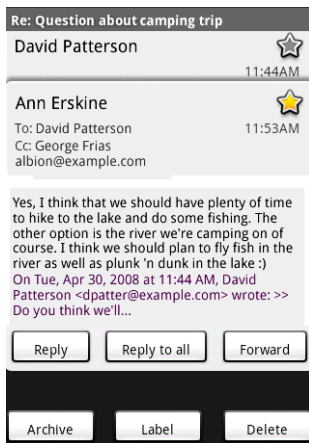 Re: Question about camping trip
David Patterson
11:44AM
Ann Erskine
To: David Patterson
11:53AM
Cc: George Frias
albion@example.com
Yes, I think that we should have plenty of time
to hike to the lake and do some fishing. The
other option is the river we're camping on of
course. I think we should plan to fly fish in the
river as well as plunk 'n dunk in the lake :)
On Tue, Apr 30, 2008 at 11:44 AM, David
Patterson <dpatter@example.com> wrote: >>
Do you think we'll...
Reply
Reply to all
Forward
Archive
Label
Delete